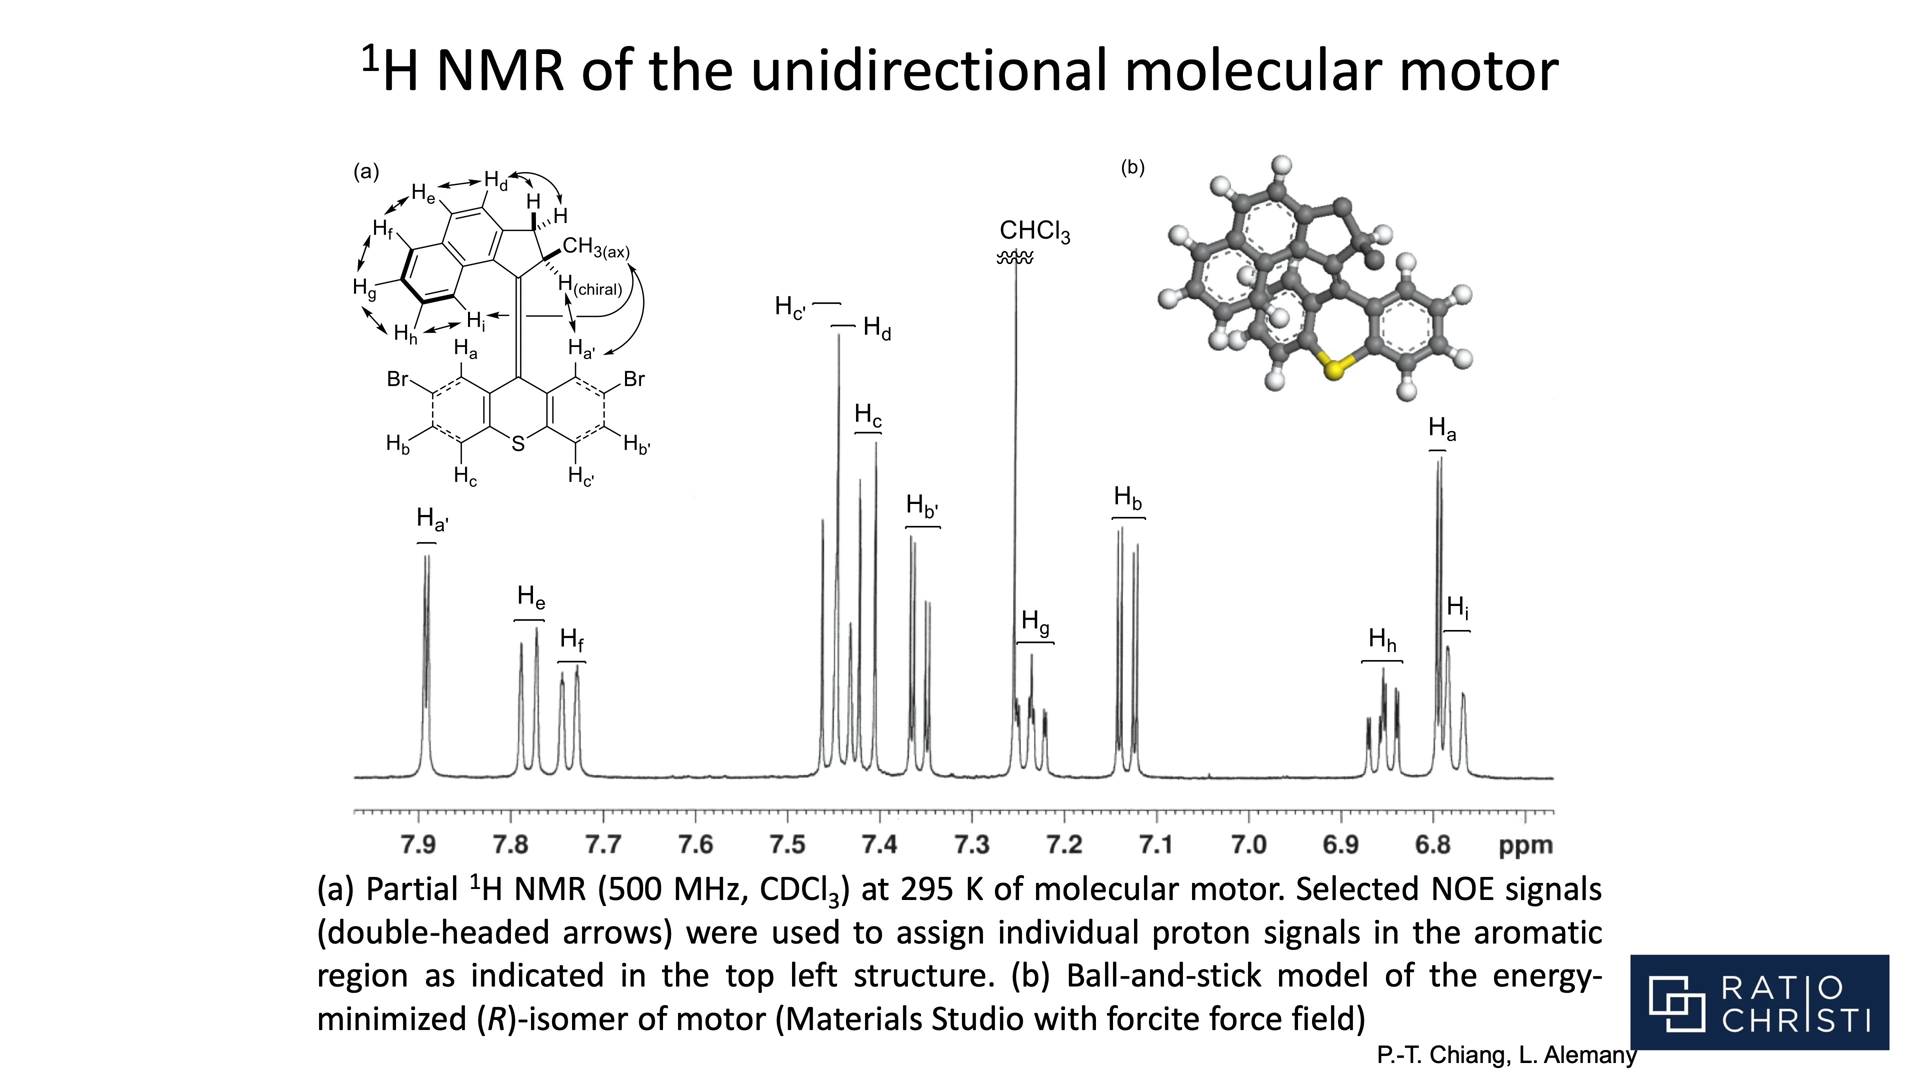 ¹H NMR of the unidirectional molecular motor
(a)
(b)
Hd
He
H
H
Hf
CH3(ax)
Hg
H(chiral)
Hi
Hh
Ha
Ha'
Br
Br
Hb
S
Hb'
Hc
Hc'
CHCl3
Hc'
Hd
Hc
Ha
Hb'
Hb
Ha'
He
Hf
Hg
Hh
Hi
7.9 7.8 7.7 7.6 7.5 7.4 7.3 7.2 7.1 7.0 6.9 6.8 ppm
(a) Partial ¹H NMR (500 MHz, CDCl₃) at 295 K of molecular motor. Selected NOE signals
(double-headed arrows) were used to assign individual proton signals in the aromatic
region as indicated in the top left structure. (b) Ball-and-stick model of the energy-
minimized (R)-isomer of motor (Materials Studio with forcite force field)
RATIO
CHRISTI
P.-T. Chiang, L. Alemany